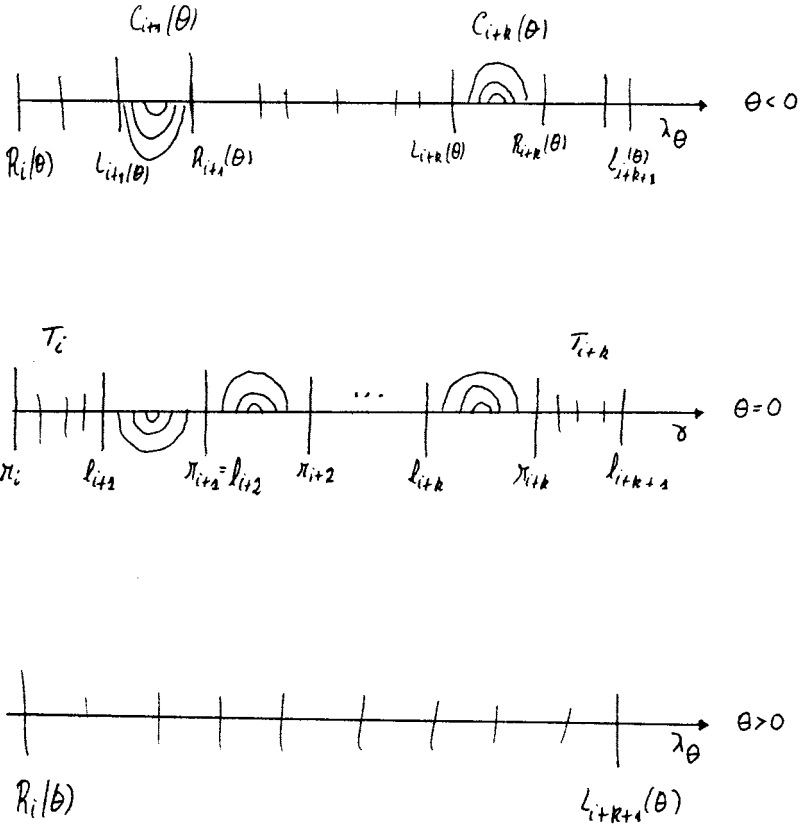 C_{i+1}(θ) C_{i+k}(θ)
θ<0
λ_θ
R_i(θ) L_{i+1}(θ) R_{i+1}(θ) L_{i+k}(θ) R_{i+k}(θ) L_{i+k+1}(θ)
T_i T_{i+k}
... θ=0
γ
r_i l_{i+1} r_{i+1}=l_{i+2} r_{i+2} l_{i+k} r_{i+k} l_{i+k+1}
θ>0
λ_θ
R_i(θ) L_{i+k+1}(θ)